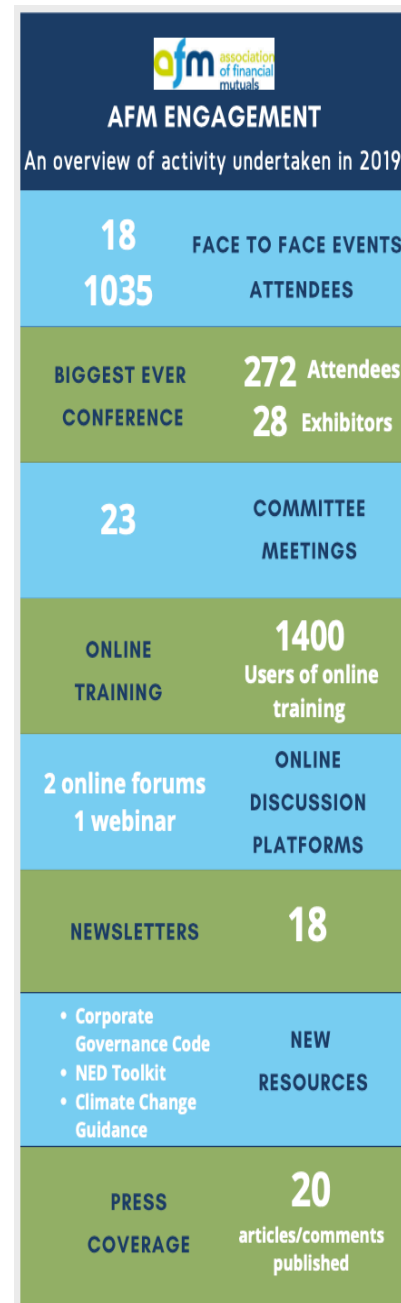 afm association
of financial
mutuals
AFM ENGAGEMENT
An overview of activity undertaken in 2019
18 FACE TO FACE EVENTS
1035 ATTENDEES
BIGGEST EVER
CONFERENCE
272 Attendees
28 Exhibitors
23
COMMITTEE
MEETINGS
ONLINE
TRAINING
1400
Users of online
training
2 online forums
1 webinar
ONLINE
DISCUSSION
PLATFORMS
NEWSLETTERS
18
• Corporate
Governance Code
• NED Toolkit
• Climate Change
Guidance
NEW
RESOURCES
PRESS
COVERAGE
20
articles/comments
published